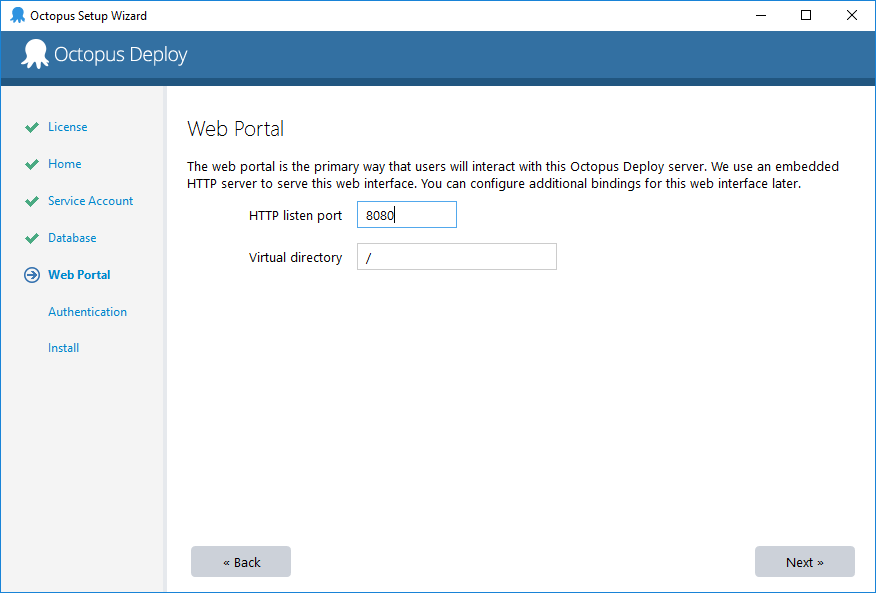 Octopus Setup Wizard
Octopus Deploy
License
Home
Service Account
Database
Web Portal
Authentication
Install
Web Portal
The web portal is the primary way that users will interact with this Octopus Deploy server. We use an embedded
HTTP server to serve this web interface. You can configure additional bindings for this web interface later.
HTTP listen port 8080
Virtual directory /
« Back
Next »